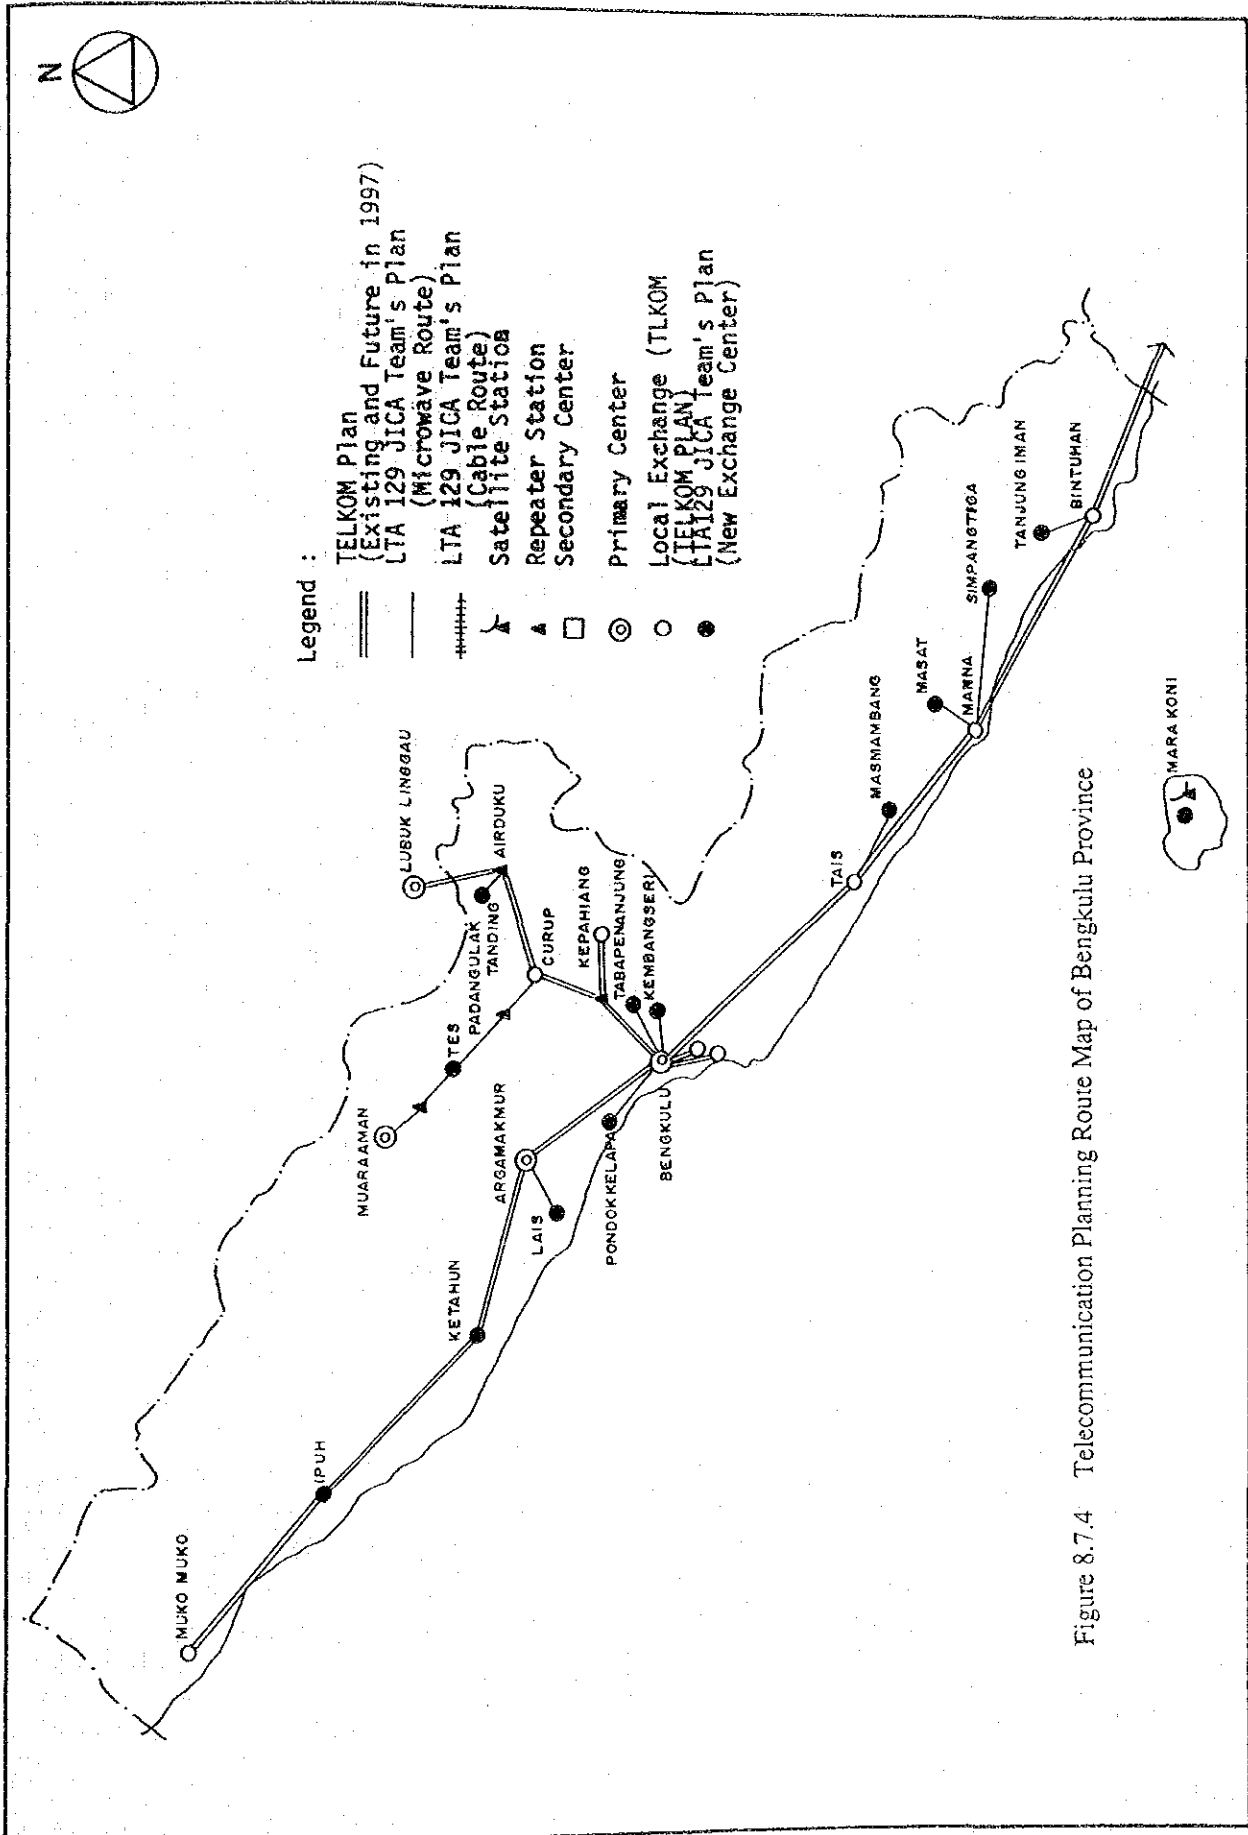 N
Legend :
TELKOM Plan
(Existing and Future in 1997)
LTA 129 JICA Team's Plan
(Microwave Route)
LTA 129 JICA Team's Plan
(Cable Route)
Satellite Station
Repeater Station
Secondary Center
Primary Center
Local Exchange (TLKOM
(TELKOM PLAN)
LTA129 JICA Team's Plan
(New Exchange Center)
MUKO MUKO
IPUH
KETAHUN
MUARAAMAN
TES
ARGAMAKMUR
LAIS
PONDOKKELAPA
BENGKULU
LUBUK LINGGAU
AIRDUKU
PADANGULAK
TANDING
CURUP
KEPAHIANG
TABAPENANJUNG
KEMBANGSERI
TAIS
MASMAMBANG
MASAT
MANNA
SIMPANGTIGA
TANJUNG IMAN
BINTUHAN
MARA KONI
Figure 8.7.4 Telecommunication Planning Route Map of Bengkulu Province